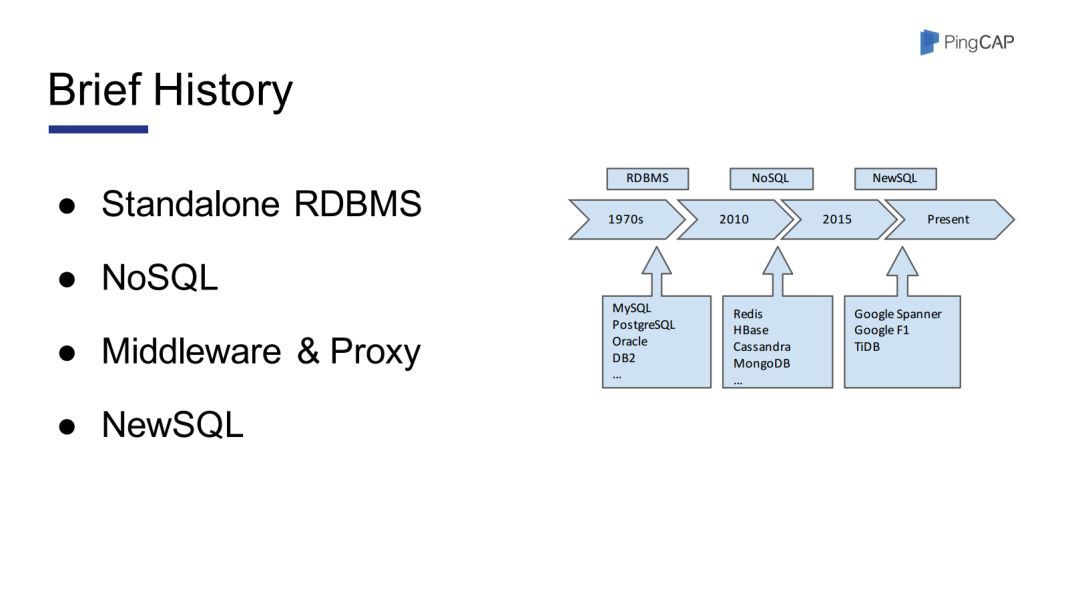 PingCAP
Brief History
● Standalone RDBMS
● NoSQL
● Middleware & Proxy
● NewSQL
RDBMS
NoSQL
NewSQL
1970s
2010
2015
Present
MySQL
PostgreSQL
Oracle
DB2
...
Redis
HBase
Cassandra
MongoDB
...
Google Spanner
Google F1
TiDB